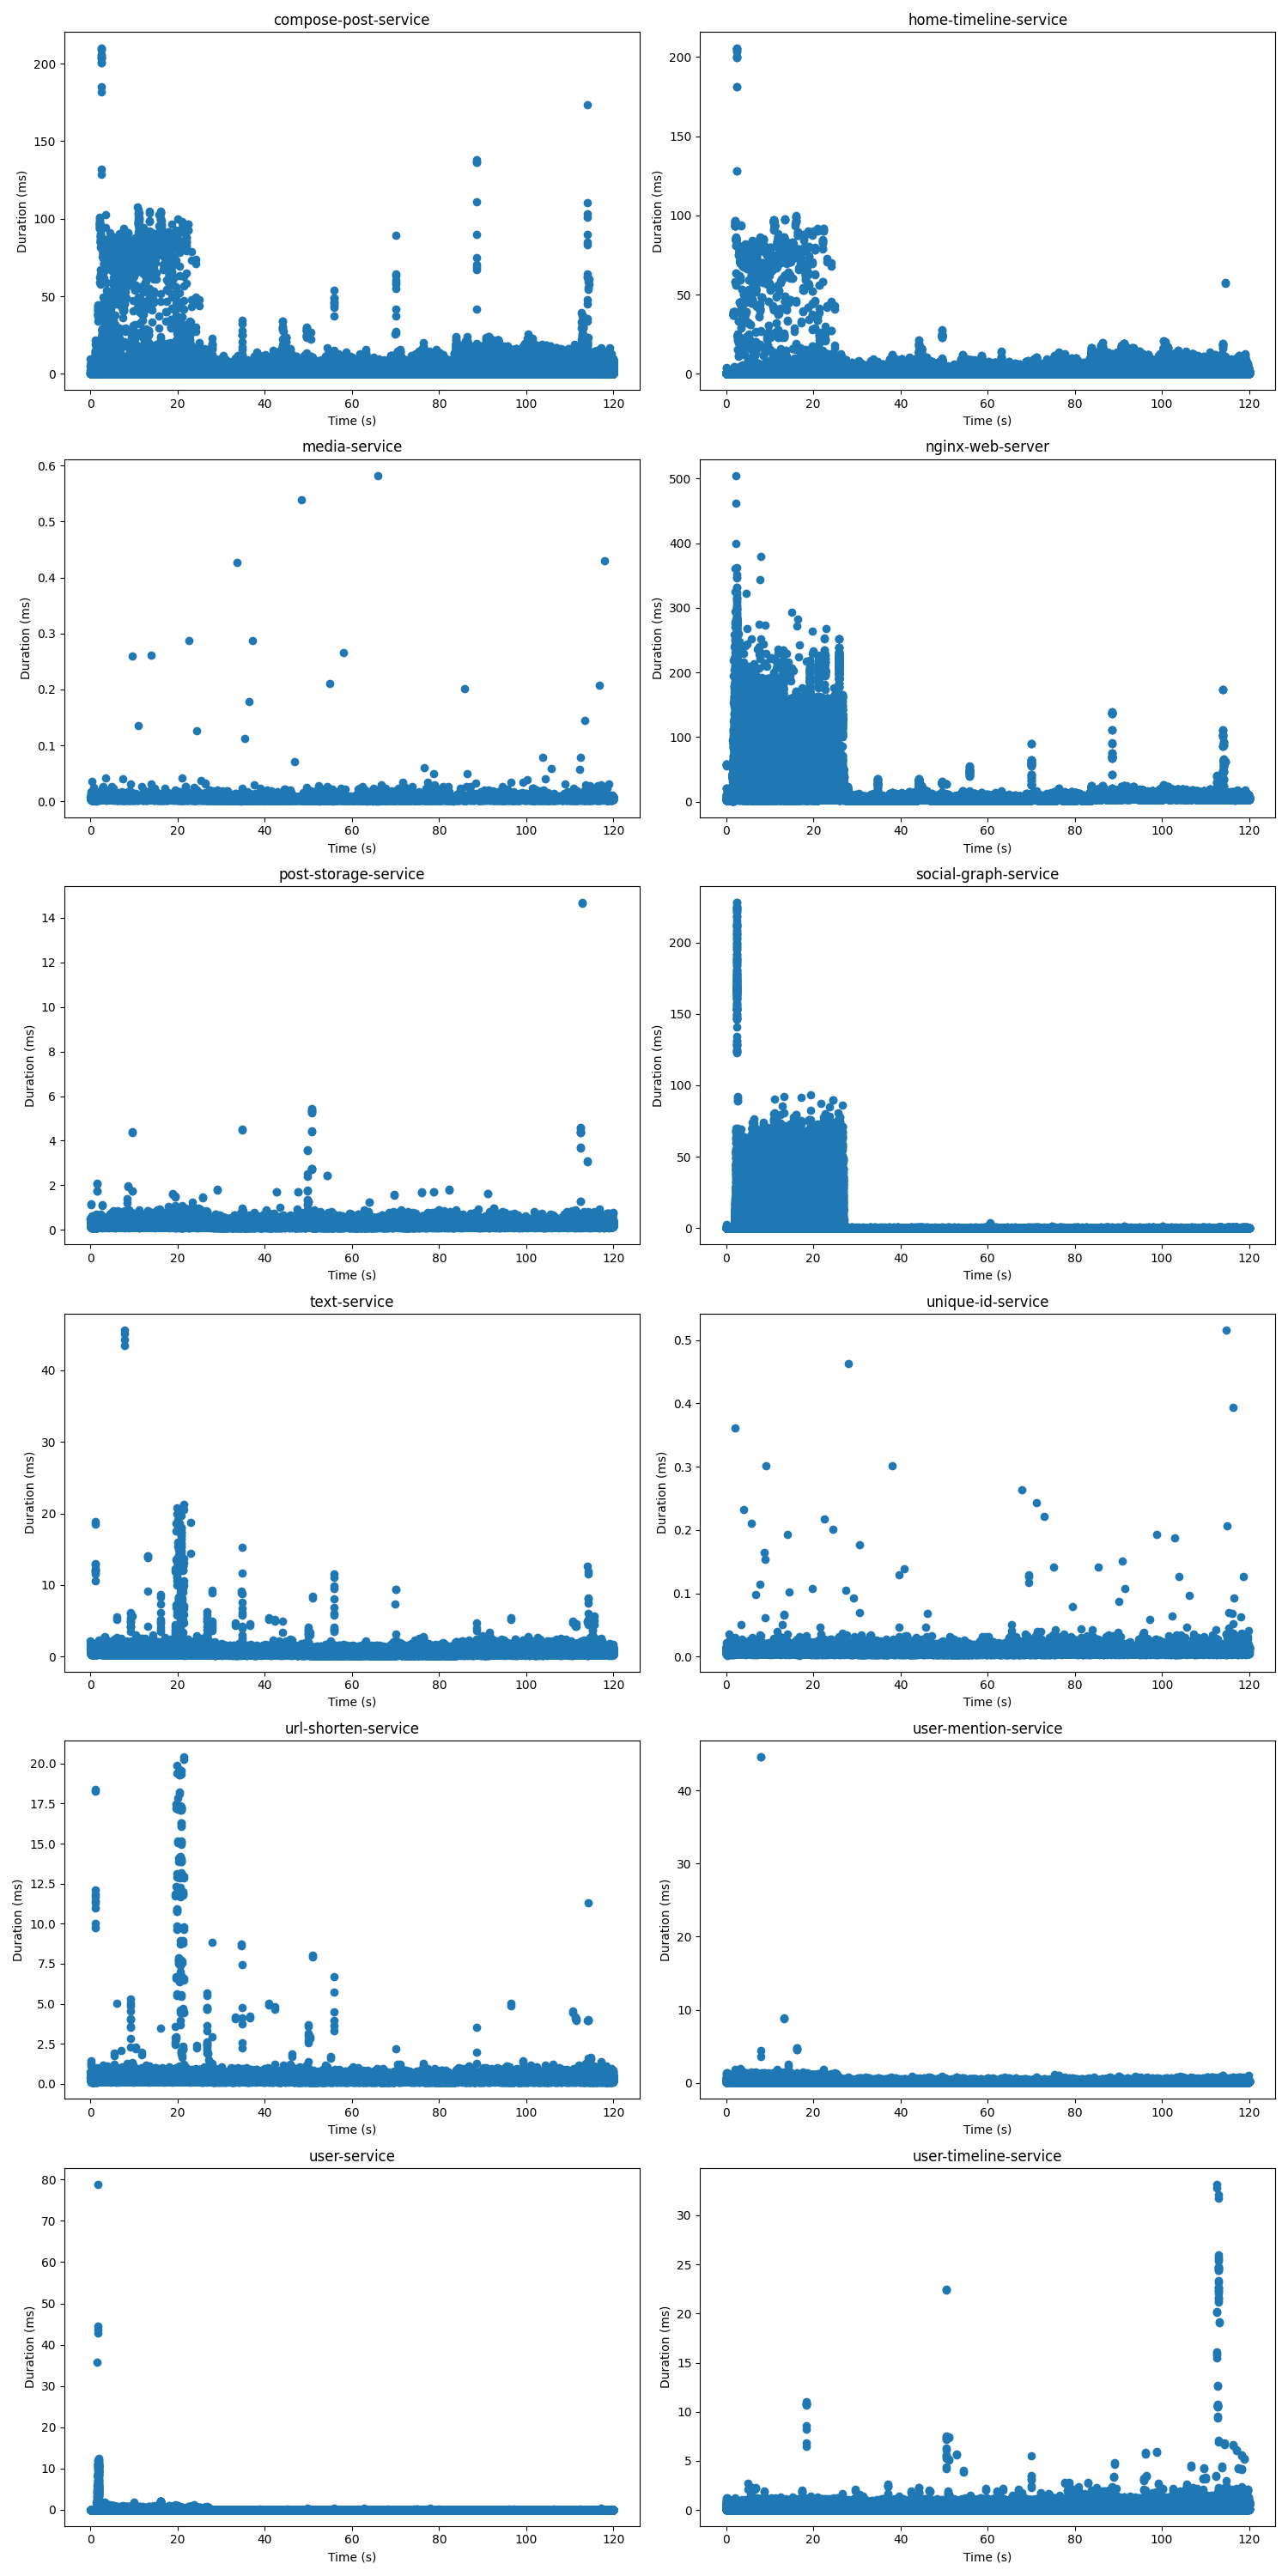 compose-post-service
Duration (ms)
200
150
100
50
0
0 20 40 60 80 100 120
Time (s)
home-timeline-service
Duration (ms)
200
150
100
50
0
0 20 40 60 80 100 120
Time (s)
media-service
Duration (ms)
0.6
0.5
0.4
0.3
0.2
0.1
0.0
0 20 40 60 80 100 120
Time (s)
nginx-web-server
Duration (ms)
500
400
300
200
100
0
0 20 40 60 80 100 120
Time (s)
post-storage-service
Duration (ms)
14
12
10
8
6
4
2
0
0 20 40 60 80 100 120
Time (s)
social-graph-service
Duration (ms)
200
150
100
50
0
0 20 40 60 80 100 120
Time (s)
text-service
Duration (ms)
40
30
20
10
0
0 20 40 60 80 100 120
Time (s)
unique-id-service
Duration (ms)
0.5
0.4
0.3
0.2
0.1
0.0
0 20 40 60 80 100 120
Time (s)
url-shorten-service
Duration (ms)
20.0
17.5
15.0
12.5
10.0
7.5
5.0
2.5
0.0
0 20 40 60 80 100 120
Time (s)
user-mention-service
Duration (ms)
40
30
20
10
0
0 20 40 60 80 100 120
Time (s)
user-service
Duration (ms)
80
70
60
50
40
30
20
10
0
0 20 40 60 80 100 120
Time (s)
user-timeline-service
Duration (ms)
30
25
20
15
10
5
0
0 20 40 60 80 100 120
Time (s)